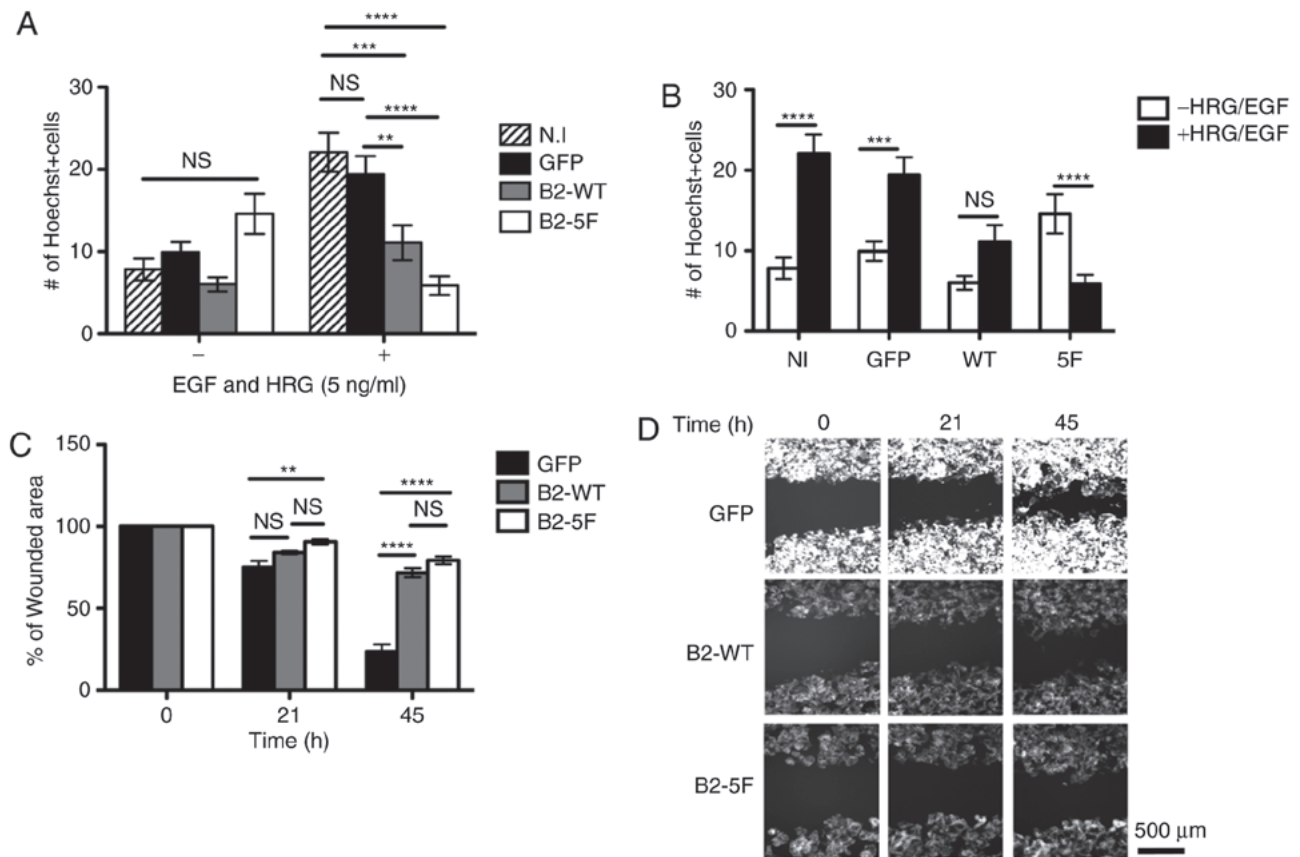 A
****
***
NS
****
**
NS
30
20
10
0
# of Hoechst+cells
−
+
EGF and HRG (5 ng/ml)
N.I
GFP
B2-WT
B2-5F
B
****
***
NS
****
30
20
10
0
# of Hoechst+cells
NI
GFP
WT
5F
−HRG/EGF
+HRG/EGF
C
150
100
50
0
% of Wounded area
**
NS
NS
****
NS
****
0
21
45
Time (h)
GFP
B2-WT
B2-5F
D
Time (h)
0
21
45
GFP
B2-WT
B2-5F
500 μm